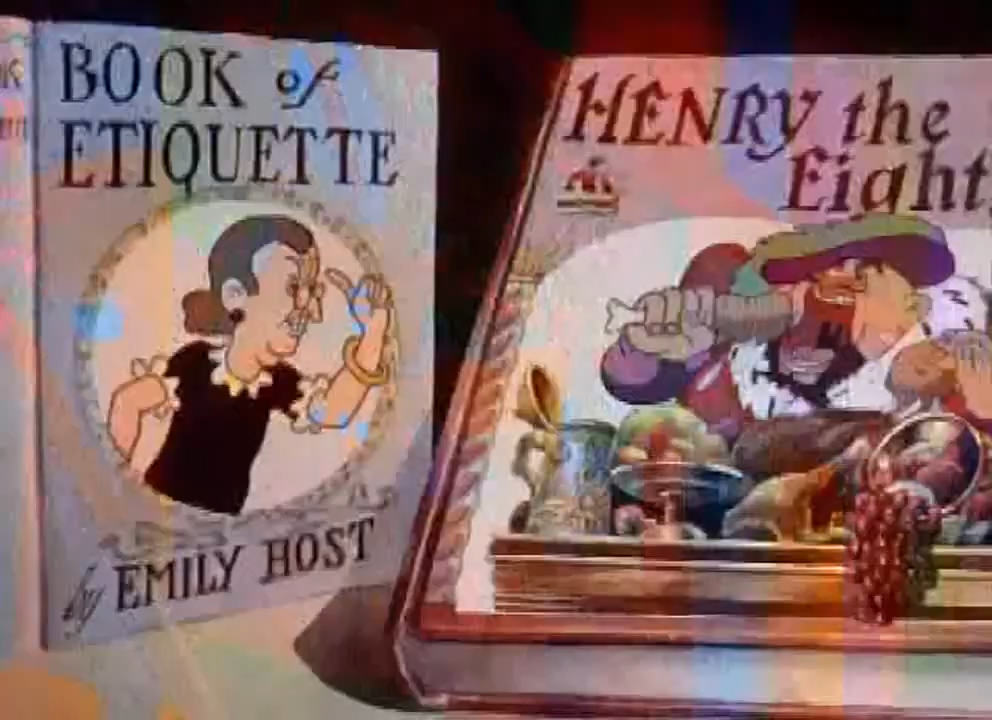 BOOK of
ETIQUETTE
by EMILY HOST
HENRY the
Eight